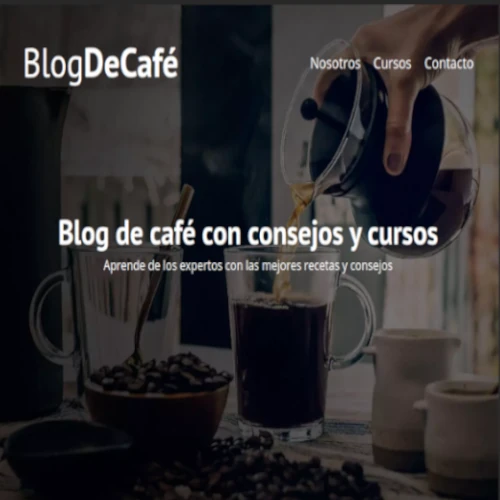 BlogDeCafé
Nosotros Cursos Contacto
Blog de café con consejos y cursos
Aprende de los expertos con las mejores recetas y consejos